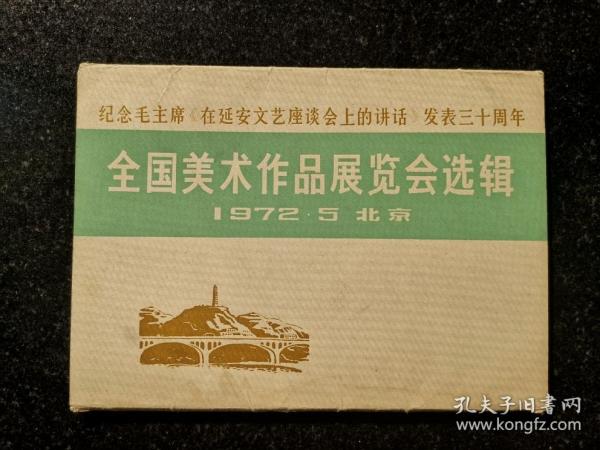 纪念毛主席《在延安文艺座谈会上的讲话》发表三十周年
全国美术作品展览会选辑
1972·5 北京
孔夫子旧书网
www.kongfz.com